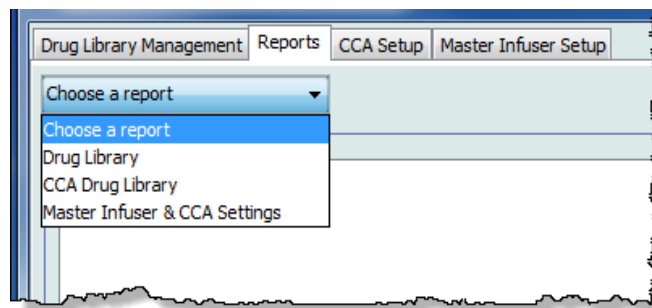 Drug Library Management Reports CCA Setup Master Infuser Setup
Choose a report
Choose a report
Drug Library
CCA Drug Library
Master Infuser & CCA Settings